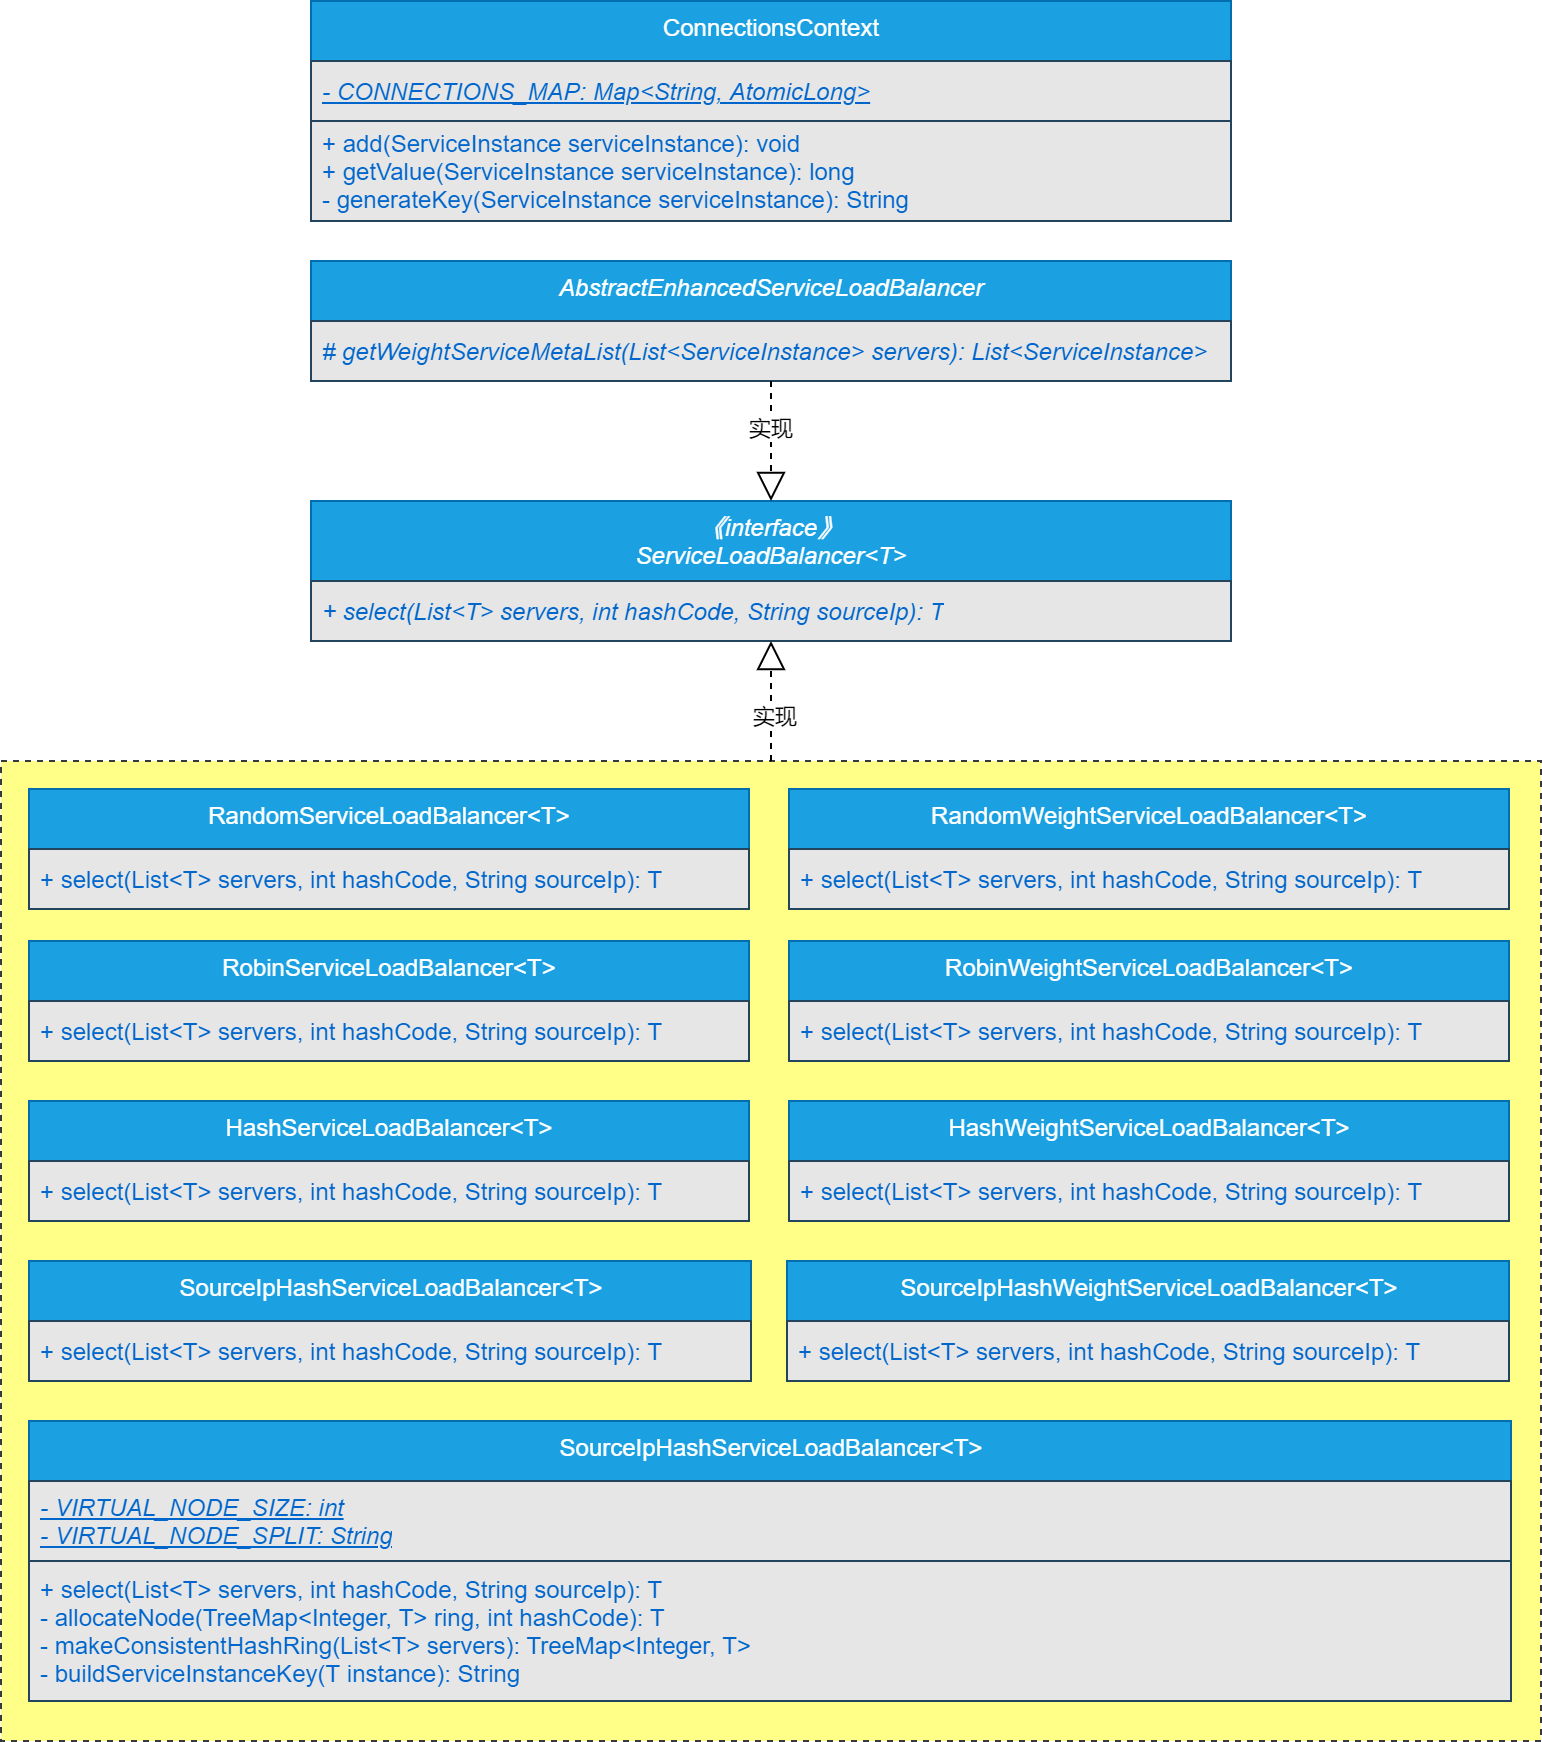 ConnectionsContext
- CONNECTIONS_MAP: Map<String, AtomicLong>
+ add(ServiceInstance serviceInstance): void
+ getValue(ServiceInstance serviceInstance): long
- generateKey(ServiceInstance serviceInstance): String
AbstractEnhancedServiceLoadBalancer
# getWeightServiceMetaList(List<ServiceInstance> servers): List<ServiceInstance>
实现
《interface》
ServiceLoadBalancer<T>
+ select(List<T> servers, int hashCode, String sourceIp): T
实现
RandomServiceLoadBalancer<T>
+ select(List<T> servers, int hashCode, String sourceIp): T
RandomWeightServiceLoadBalancer<T>
+ select(List<T> servers, int hashCode, String sourceIp): T
RobinServiceLoadBalancer<T>
+ select(List<T> servers, int hashCode, String sourceIp): T
RobinWeightServiceLoadBalancer<T>
+ select(List<T> servers, int hashCode, String sourceIp): T
HashServiceLoadBalancer<T>
+ select(List<T> servers, int hashCode, String sourceIp): T
HashWeightServiceLoadBalancer<T>
+ select(List<T> servers, int hashCode, String sourceIp): T
SourceIpHashServiceLoadBalancer<T>
+ select(List<T> servers, int hashCode, String sourceIp): T
SourceIpHashWeightServiceLoadBalancer<T>
+ select(List<T> servers, int hashCode, String sourceIp): T
SourceIpHashServiceLoadBalancer<T>
- VIRTUAL_NODE_SIZE: int
- VIRTUAL_NODE_SPLIT: String
+ select(List<T> servers, int hashCode, String sourceIp): T
- allocateNode(TreeMap<Integer, T> ring, int hashCode): T
- makeConsistentHashRing(List<T> servers): TreeMap<Integer, T>
- buildServiceInstanceKey(T instance): String